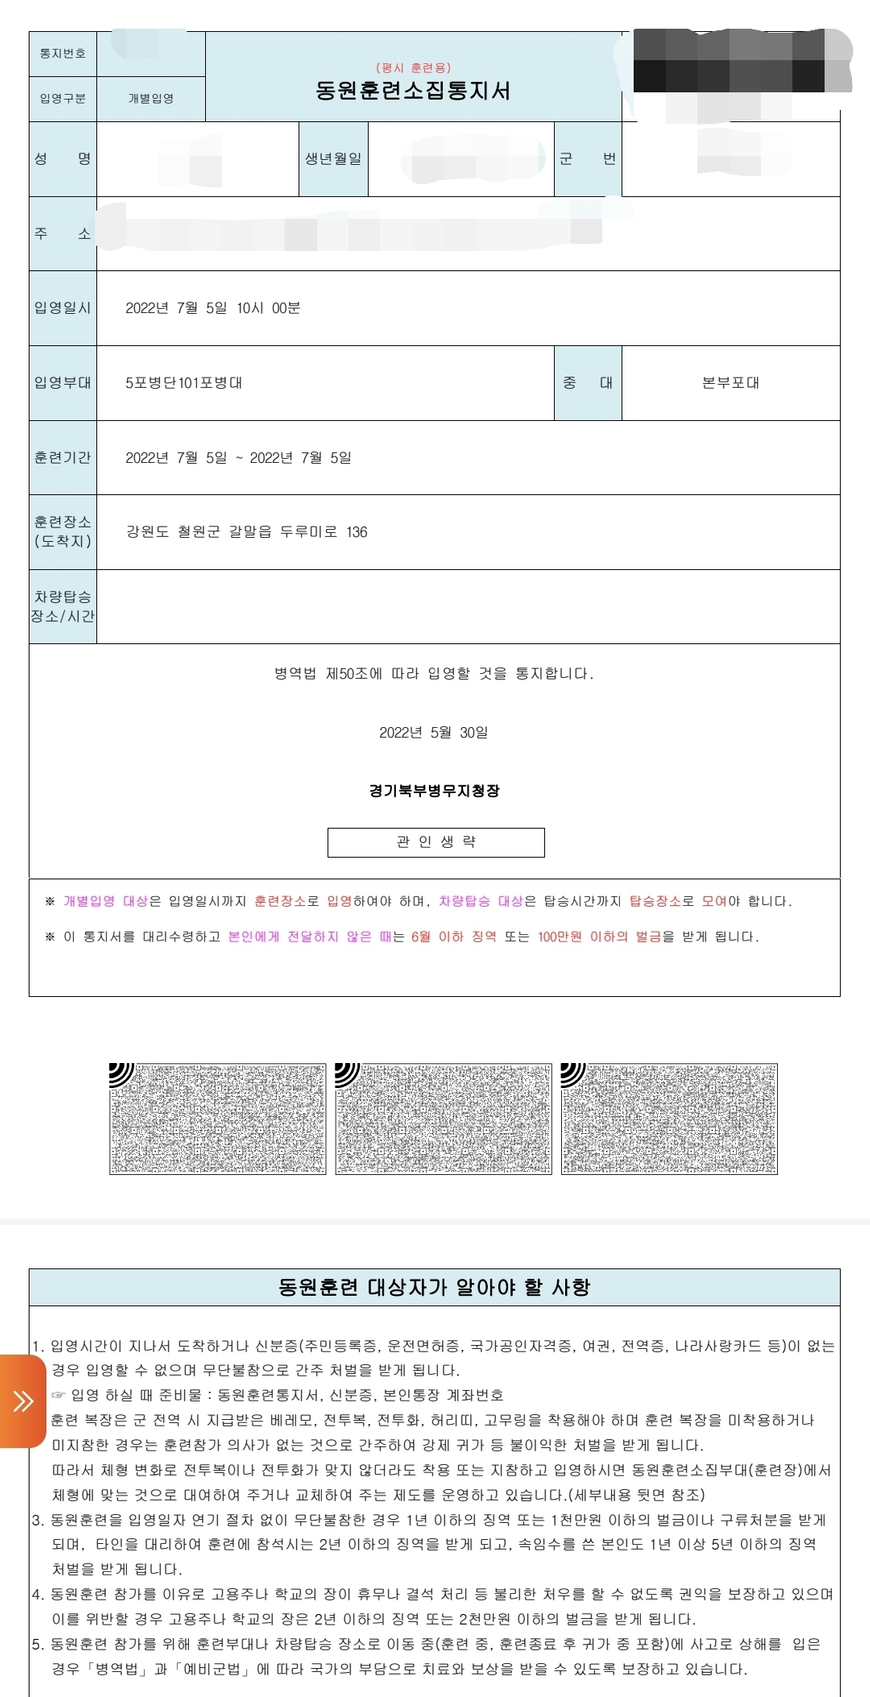 통지번호
(평시 훈련용)
동원훈련소집통지서
입영구분 개별입영
성 명 생년월일 군 번
주 소
입영일시 2022년 7월 5일 10시 00분
입영부대 5포병단101포병대 중 대 본부포대
훈련기간 2022년 7월 5일 ~ 2022년 7월 5일
훈련장소
(도착지)
강원도 철원군 갈말읍 두루미로 136
차량탑승
장소/시간
병역법 제50조에 따라 입영할 것을 통지합니다.
2022년 5월 30일
경기북부병무지청장
관 인 생 략
※ 개별입영 대상은 입영일시까지 훈련장소로 입영하여야 하며, 차량탑승 대상은 탑승시간까지 탑승장소로 모여야 합니다.
※ 이 통지서를 대리수령하고 본인에게 전달하지 않은 때는 6월 이하 징역 또는 100만원 이하의 벌금을 받게 됩니다.
동원훈련 대상자가 알아야 할 사항
1. 입영시간이 지나서 도착하거나 신분증(주민등록증, 운전면허증, 국가공인자격증, 여권, 전역증, 나라사랑카드 등)이 없는
경우 입영할 수 없으며 무단불참으로 간주 처벌을 받게 됩니다.
☞ 입영 하실 때 준비물 : 동원훈련통지서, 신분증, 본인통장 계좌번호
훈련 복장은 군 전역 시 지급받은 베레모, 전투복, 전투화, 허리띠, 고무링을 착용해야 하며 훈련 복장을 미착용하거나
미지참한 경우는 훈련참가 의사가 없는 것으로 간주하여 강제 귀가 등 불이익한 처벌을 받게 됩니다.
따라서 체형 변화로 전투복이나 전투화가 맞지 않더라도 착용 또는 지참하고 입영하시면 동원훈련소집부대(훈련장)에서
체형에 맞는 것으로 대여하여 주거나 교체하여 주는 제도를 운영하고 있습니다.(세부내용 뒷면 참조)
3. 동원훈련을 입영일자 연기 절차 없이 무단불참한 경우 1년 이하의 징역 또는 1천만원 이하의 벌금이나 구류처분을 받게
되며, 타인을 대리하여 훈련에 참석시는 2년 이하의 징역을 받게 되고, 속임수를 쓴 본인도 1년 이상 5년 이하의 징역
처벌을 받게 됩니다.
4. 동원훈련 참가를 이유로 고용주나 학교의 장이 휴무나 결석 처리 등 불리한 처우를 할 수 없도록 권익을 보장하고 있으며
이를 위반할 경우 고용주나 학교의 장은 2년 이하의 징역 또는 2천만원 이하의 벌금을 받게 됩니다.
5. 동원훈련 참가를 위해 훈련부대나 차량탑승 장소로 이동 중(훈련 중, 훈련종료 후 귀가 중 포함)에 사고로 상해를 입은
경우「병역법」과「예비군법」에 따라 국가의 부담으로 치료와 보상을 받을 수 있도록 보장하고 있습니다.